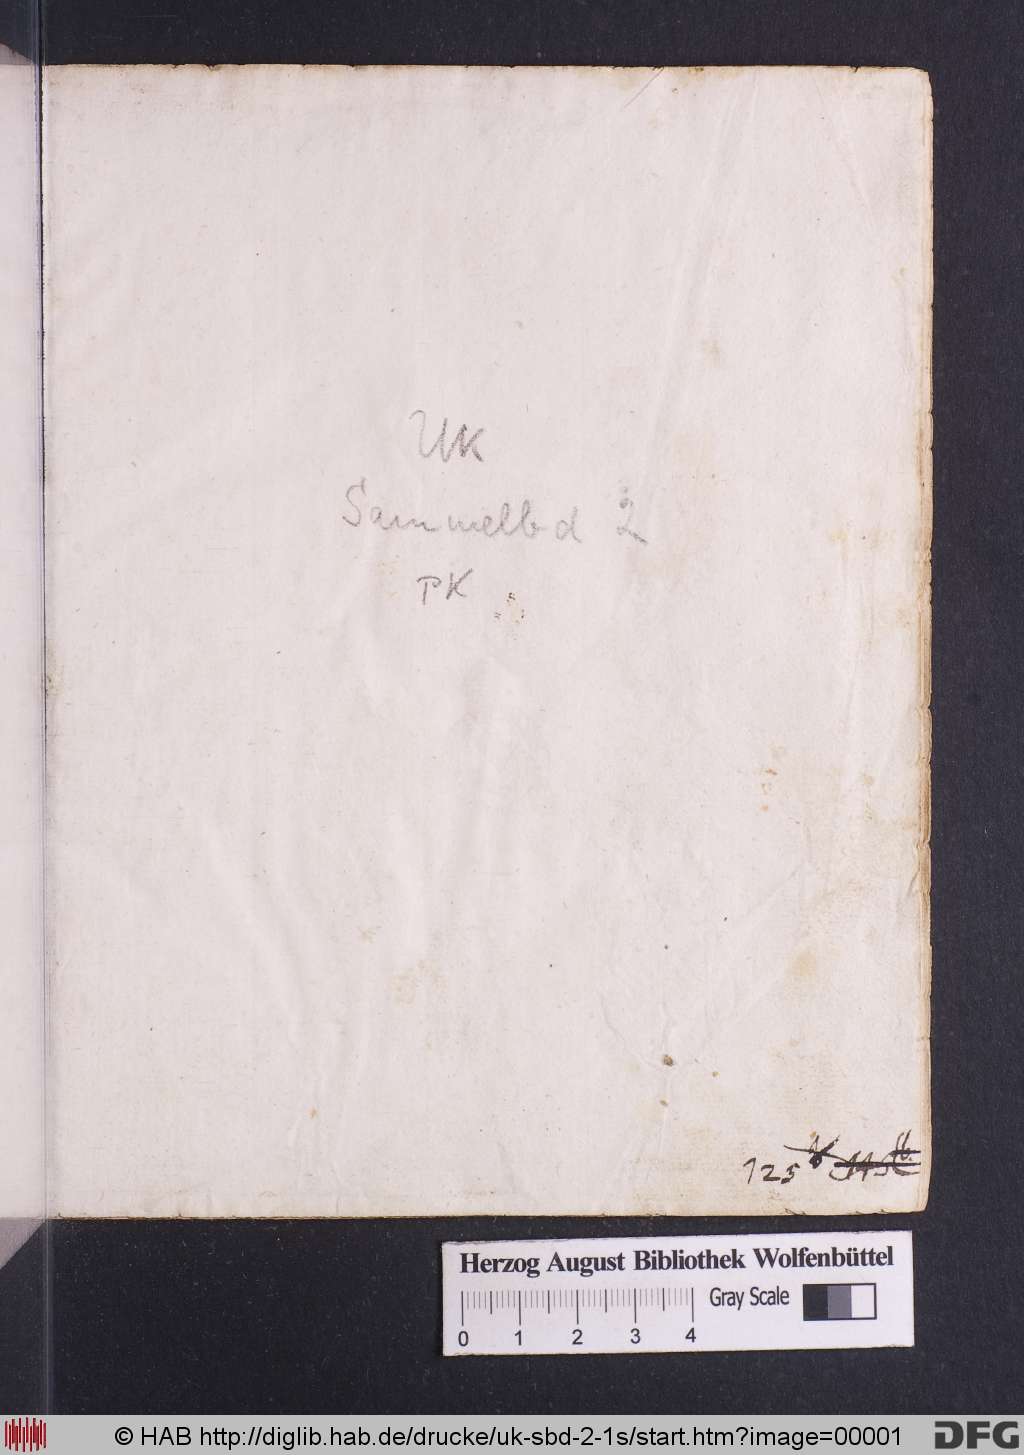 UK
Sammelbd 2
PK
125
Herzog August Bibliothek Wolfenbüttel
Gray Scale
0 1 2 3 4
© HAB http://diglib.hab.de/drucke/uk-sbd-2-1s/start.htm?image=00001
DFG